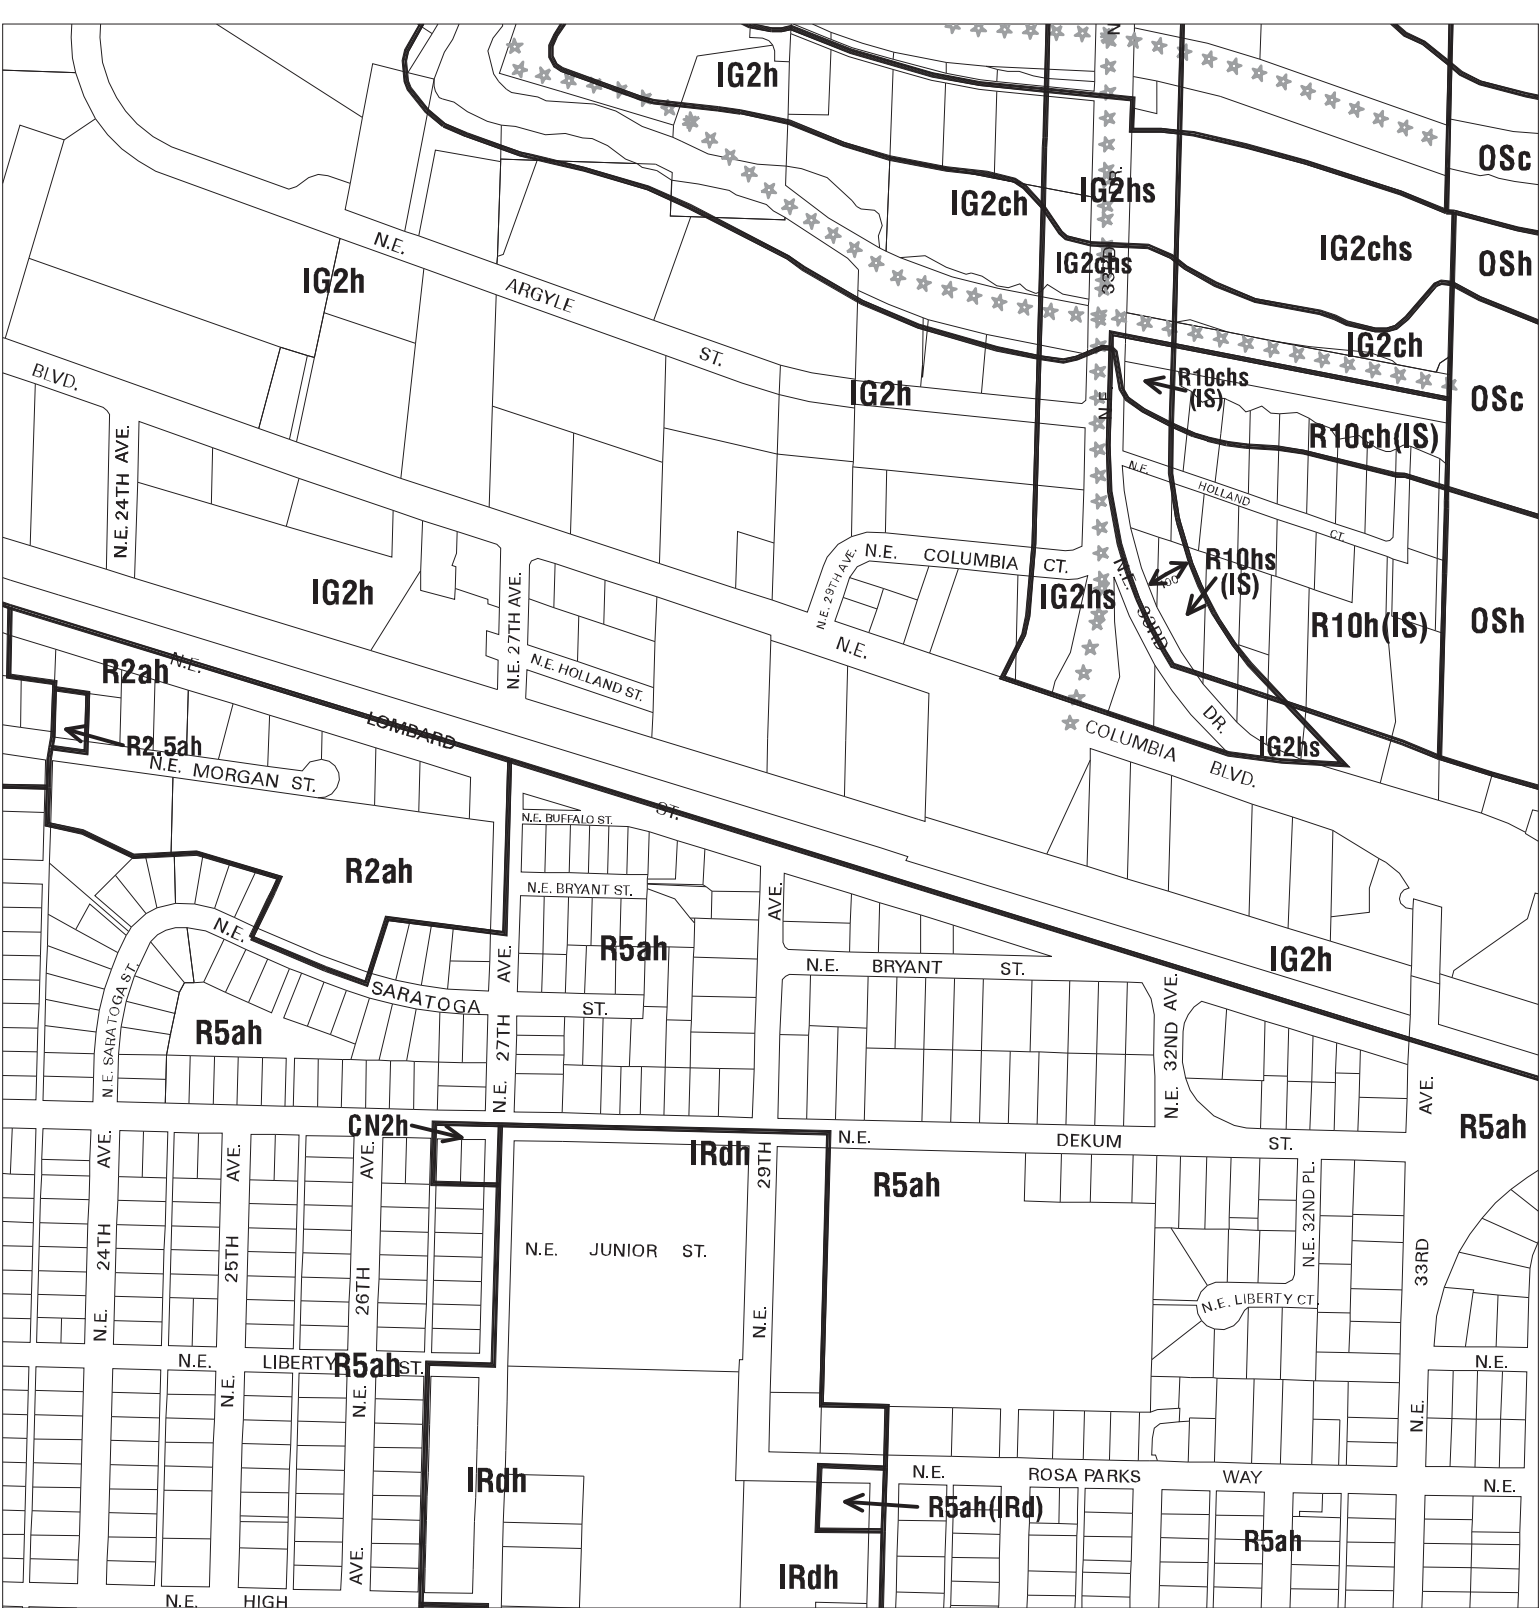 N.
IG2h
OSc
IG2ch
IG2hs
DR.
N.E.
IG2h
ARGYLE
ST.
IG2chs
33RD
IG2chs
OSh
IG2ch
BLVD.
IG2h
N.E.
R10chs
(IS)
OSc
R10ch(IS)
N.E. 24TH AVE.
N.E.
HOLLAND
CT.
N.E. COLUMBIA CT.
N.E. 29TH AVE.
IG2h
N.E. 27TH AVE.
IG2hs
N.E.
33RD
DR.
100
R10hs
(IS)
R10h(IS)
OSh
N.E.
N.E. HOLLAND ST.
R2ah
N.E.
LOMBARD
ST.
R2.5ah
N.E. MORGAN ST.
COLUMBIA
BLVD.
IG2hs
N.E. BUFFALO ST.
R2ah
N.E. BRYANT ST.
AVE.
R5ah
N.E.
SARATOGA
ST.
N.E. SARATOGA ST.
N.E. BRYANT ST.
IG2h
R5ah
N.E. 27TH AVE.
N.E. 32ND AVE.
AVE.
CN2h
IRdh
29TH
N.E. DEKUM ST.
R5ah
R5ah
N.E. 24TH AVE.
N.E. 25TH AVE.
N.E. 26TH AVE.
N.E. JUNIOR ST.
N.E.
N.E. 32ND PL.
33RD
N.E. LIBERTY CT.
N.E. LIBERTY ST.
R5ah
N.E.
N.E.
N.E.
N.E.
IRdh
N.E. ROSA PARKS WAY
N.E.
R5ah(IRd)
R5ah
AVE.
IRdh
N.E. HIGH